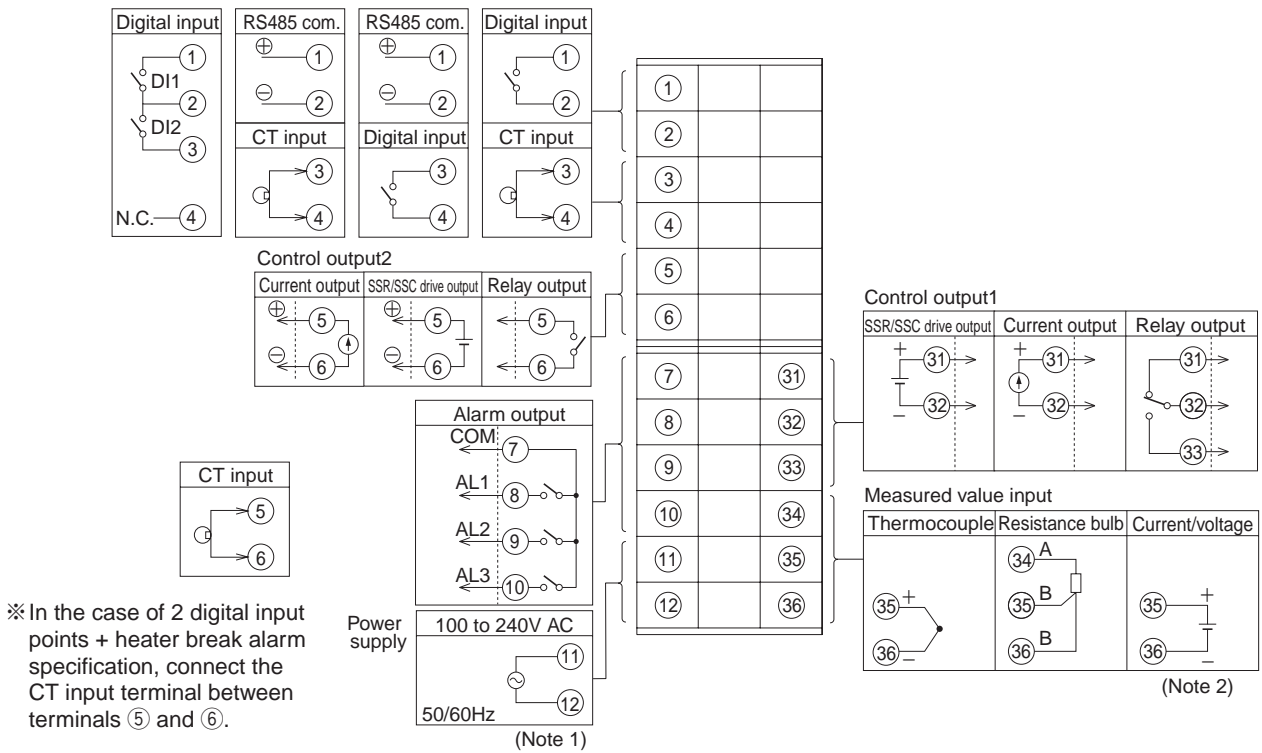 Digital input
DI1
DI2
N.C.
1
2
3
4
RS485 com.
⊕
1
⊖
2
CT input
3
4
RS485 com.
⊕
1
⊖
2
Digital input
3
4
Digital input
1
2
CT input
3
4
Control output2
Current output
⊕
5
⊖
6
SSR/SSC drive output
⊕
5
⊖
6
Relay output
5
6
Alarm output
COM
7
AL1
8
AL2
9
AL3
10
CT input
5
6
※In the case of 2 digital input
points + heater break alarm
specification, connect the
CT input terminal between
terminals ⑤ and ⑥.
Power
supply
100 to 240V AC
11
12
50/60Hz
(Note 1)
1
2
3
4
5
6
7 31
8 32
9 33
10 34
11 35
12 36
Control output1
SSR/SSC drive output
+
31
32
–
Current output
+
31
32
–
Relay output
31
32
33
Measured value input
Thermocouple
35 +
36 –
Resistance bulb
34 A
35 B
36 B
Current/voltage
35 +
36 –
(Note 2)